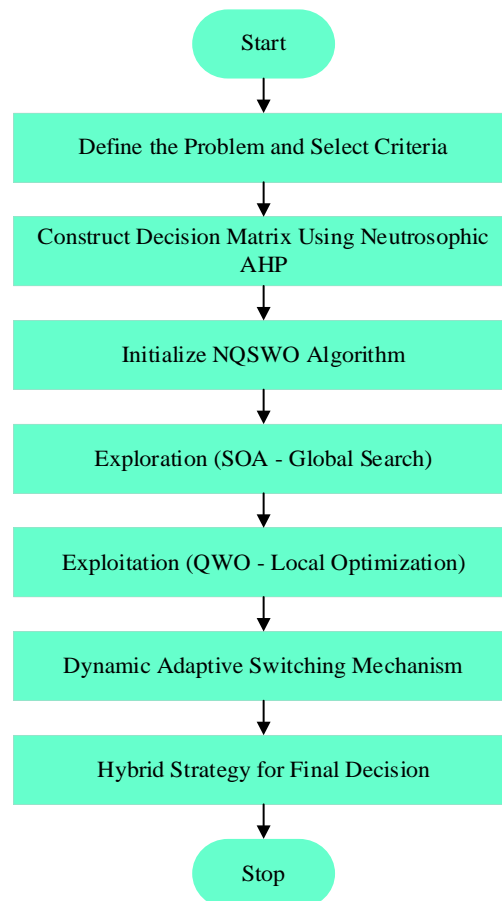 Start
Define the Problem and Select Criteria
Construct Decision Matrix Using Neutrosophic
AHP
Initialize NQSWO Algorithm
Exploration (SOA - Global Search)
Exploitation (QWO - Local Optimization)
Dynamic Adaptive Switching Mechanism
Hybrid Strategy for Final Decision
Stop